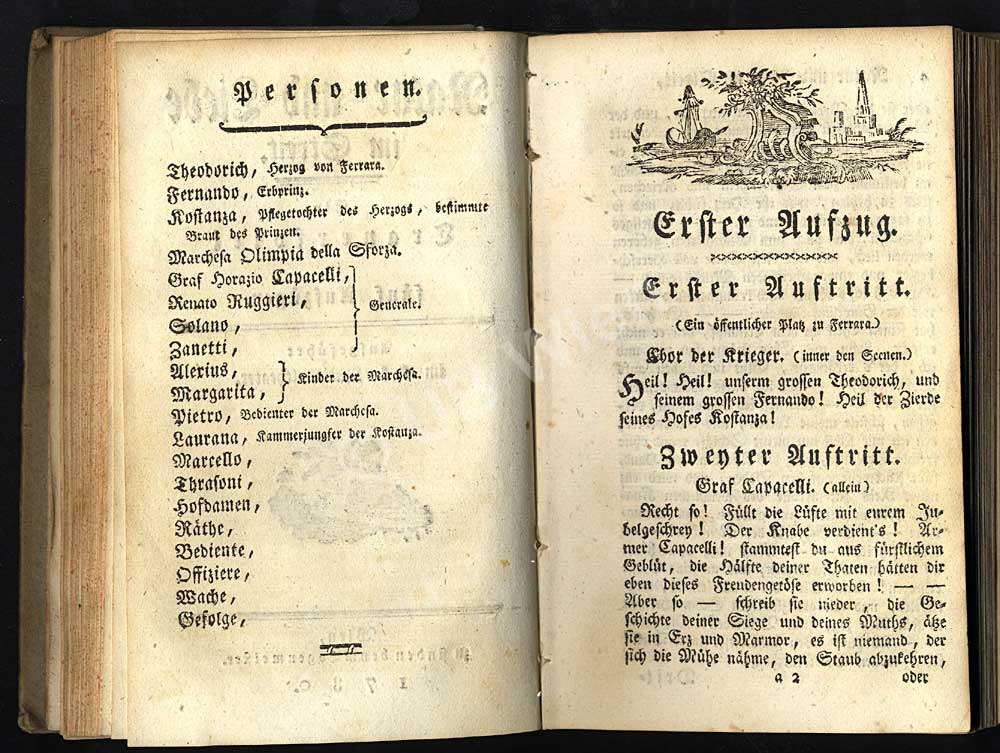 Personen.
Theodorich, Herzog von Ferrara.
Fernando, Erbprinz.
Kostanza, Pflegetochter des Herzogs, bestimmte
Braut des Prinzen.
Marchesa Olimpia della Sforza.
Graf Horazio Capacelli,
Renato Ruggieri,
Solano,
Zanetti,
Generale.
Alerius,
Margarita,
Kinder der Marchesa.
Pietro, Bedienter der Marchesa.
Laurana, Kammerjungfer der Kostanza.
Marcello,
Thrasoni,
Hofdamen,
Räthe,
Bediente,
Offiziere,
Wache,
Gefolge,
Erster Aufzug.
Erster Auftritt.
(Ein öffentlicher Platz zu Ferrara.)
Chor der Krieger. (inner den Scenen.)
Heil! Heil! unserm grossen Theodorich, und
seinem grossen Fernando! Heil der Zierde
seines Hofes Kostanza!
Zweyter Auftritt.
Graf Capacelli. (allein)
Recht so! Füllt die Lüfte mit eurem Ju-
belgeschrey! Der Knabe verdient's! Ar-
mer Capacelli! stammtest du aus fürstlichem
Geblüt, die Hälfte deiner Thaten hätten dir
eben dieses Freudengetöse erworben! — —
Aber so — schreib sie nieder, die Ge-
schichte deiner Siege und deines Muths, ätze
sie in Erz und Marmor, es ist niemand, der
sich die Mühe nähme, den Staub abzukehren,
a 2 oder